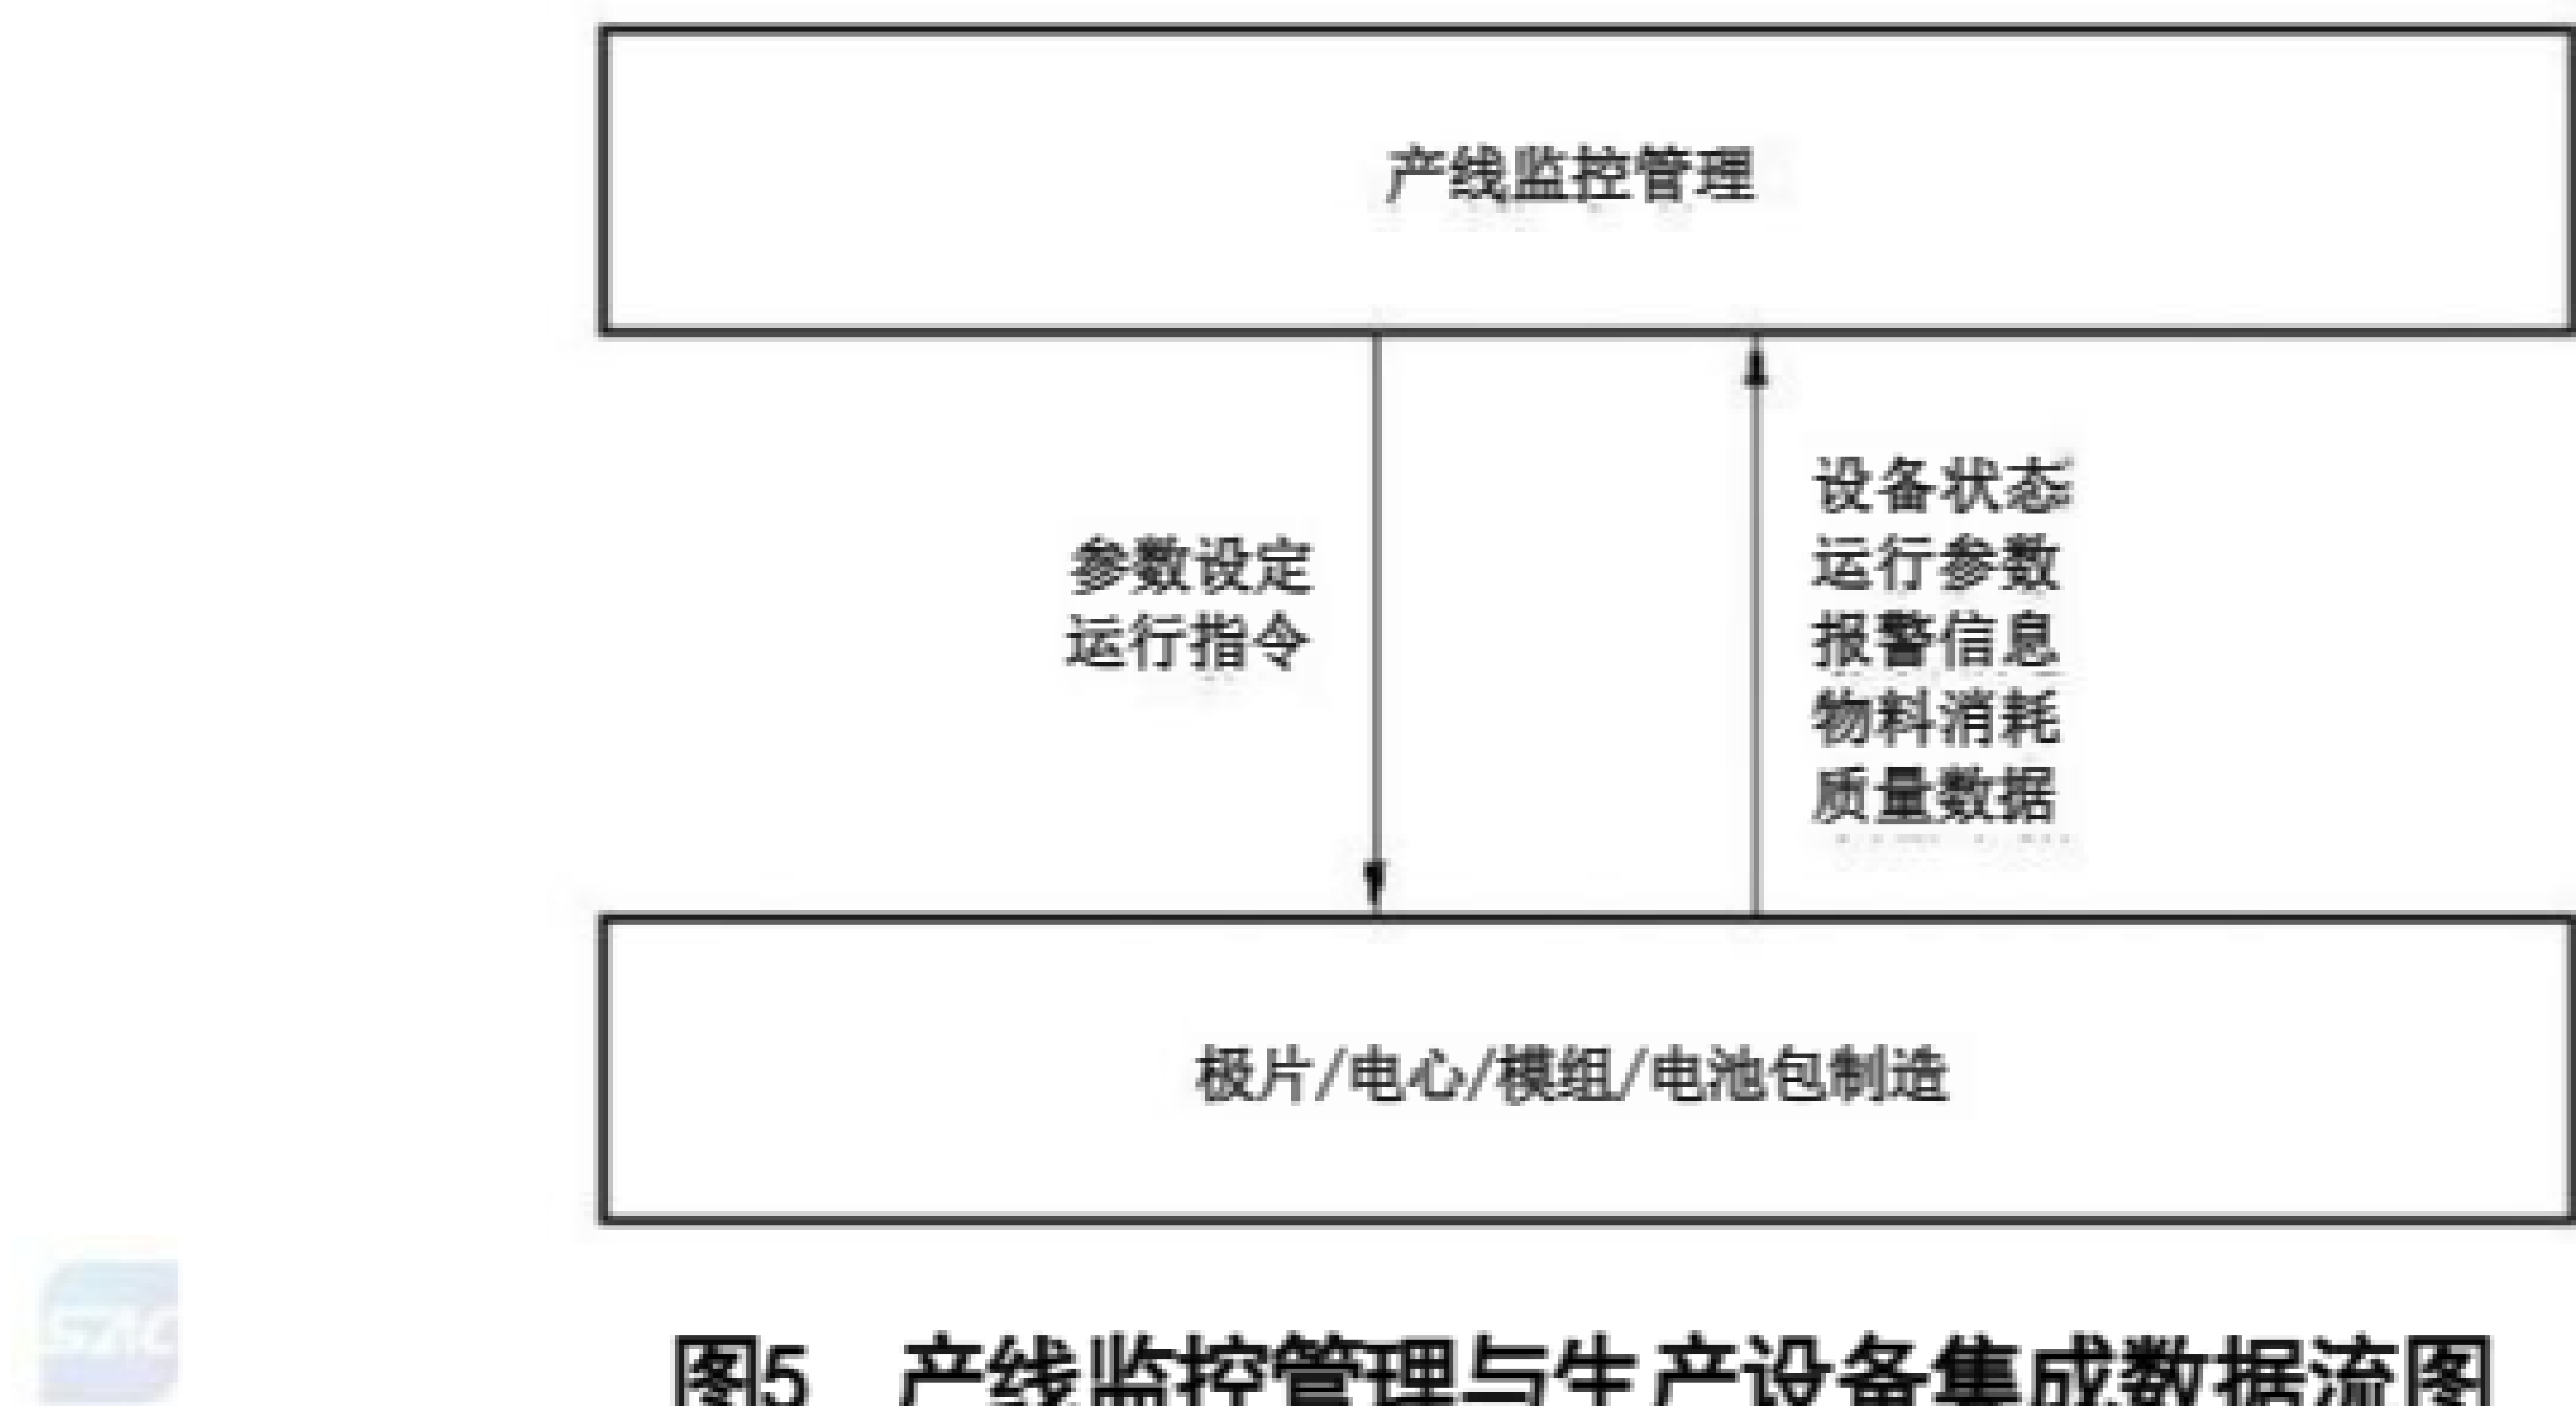 产线监控管理
参数设定
运行指令
设备状态
运行参数
报警信息
物料消耗
质量数据
极片/电心/模组/电池包制造
SAC
图5 产线监控管理与生产设备集成数据流图